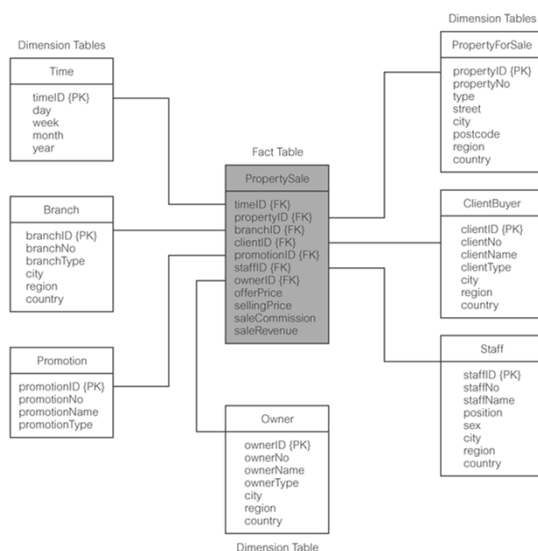 Dimension Tables
Time
timeID {PK}
day
week
month
year
Branch
branchID {PK}
branchNo
branchType
city
region
country
Promotion
promotionID {PK}
promotionNo
promotionName
promotionType
Fact Table
PropertySale
timeID {FK}
propertyID {FK}
branchID {FK}
clientID {FK}
promotionID {FK}
staffID {FK}
ownerID {FK}
offerPrice
sellingPrice
saleCommission
saleRevenue
Owner
ownerID {PK}
ownerNo
ownerName
ownerType
city
region
country
Dimension Table
Dimension Tables
PropertyForSale
propertyID {PK}
propertyNo
type
street
city
postcode
region
country
ClientBuyer
clientID {PK}
clientNo
clientName
clientType
city
region
country
Staff
staffID {PK}
staffNo
staffName
position
sex
city
region
country